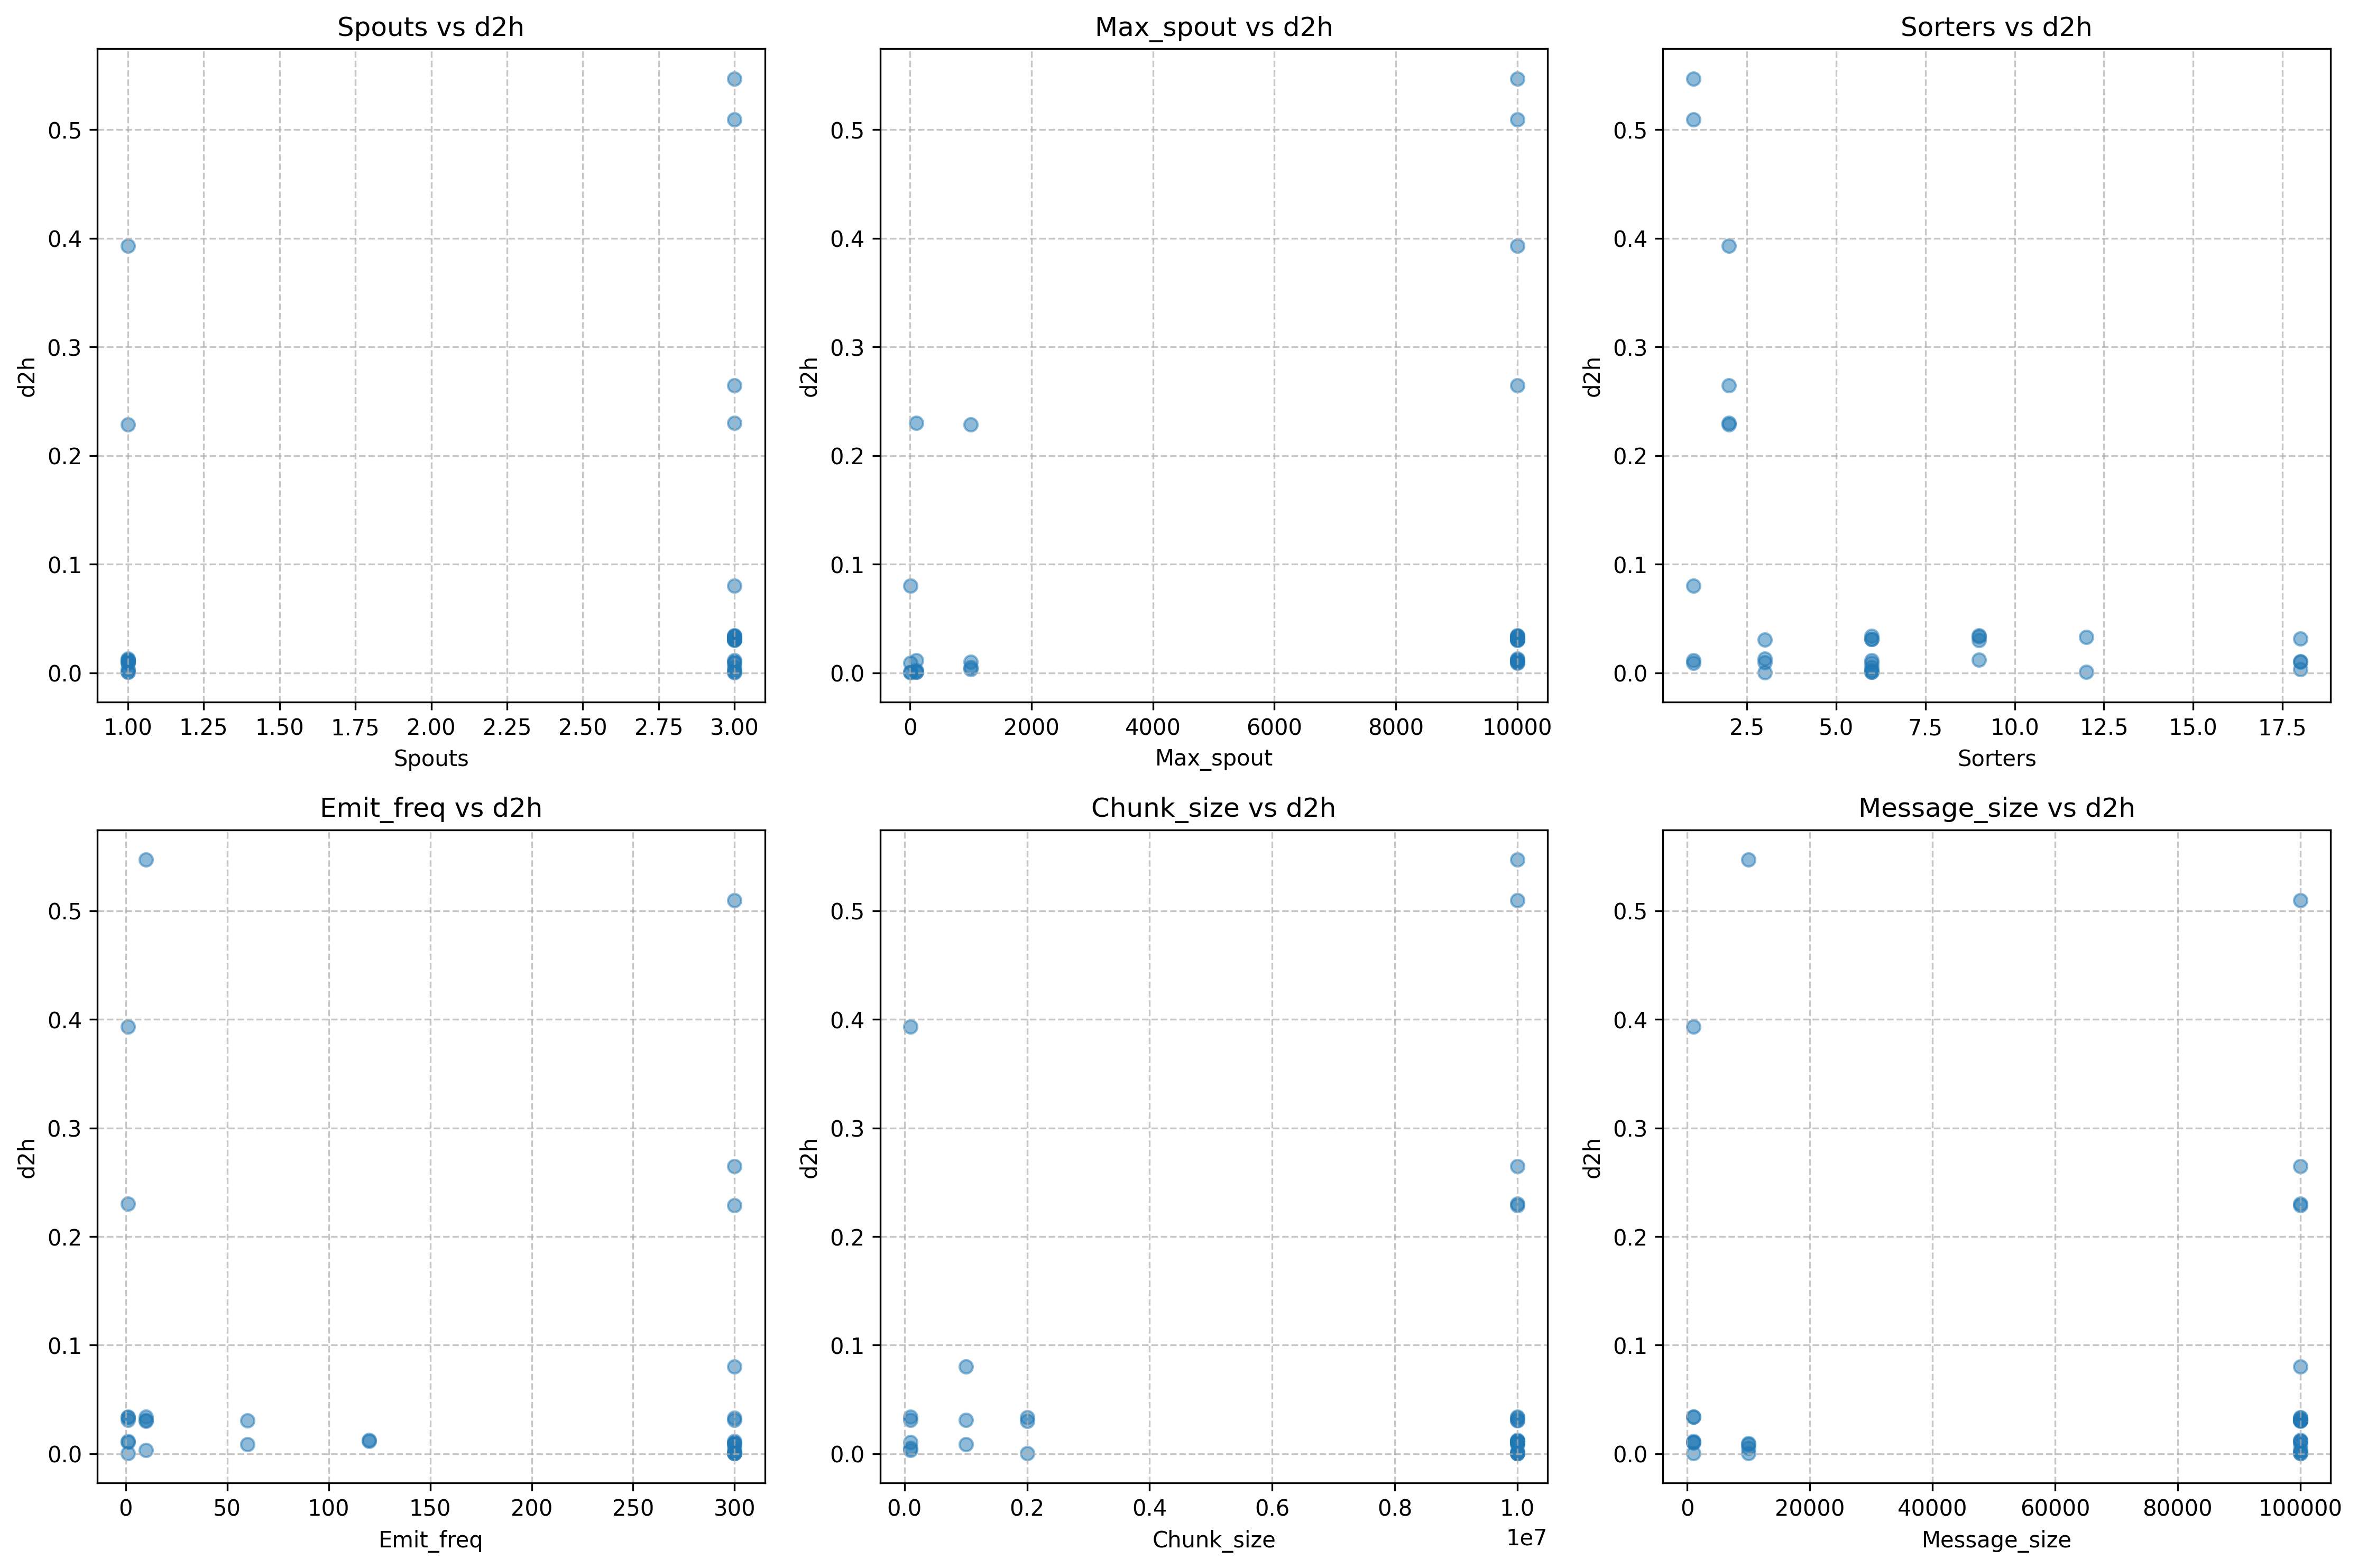 Spouts vs d2h
d2h
0.5
0.4
0.3
0.2
0.1
0.0
1.00 1.25 1.50 1.75 2.00 2.25 2.50 2.75 3.00
Spouts
Max_spout vs d2h
d2h
0.5
0.4
0.3
0.2
0.1
0.0
0 2000 4000 6000 8000 10000
Max_spout
Sorters vs d2h
d2h
0.5
0.4
0.3
0.2
0.1
0.0
2.5 5.0 7.5 10.0 12.5 15.0 17.5
Sorters
Emit_freq vs d2h
d2h
0.5
0.4
0.3
0.2
0.1
0.0
0 50 100 150 200 250 300
Emit_freq
Chunk_size vs d2h
d2h
0.5
0.4
0.3
0.2
0.1
0.0
0.0 0.2 0.4 0.6 0.8 1.0
1e7
Chunk_size
Message_size vs d2h
d2h
0.5
0.4
0.3
0.2
0.1
0.0
0 20000 40000 60000 80000 100000
Message_size